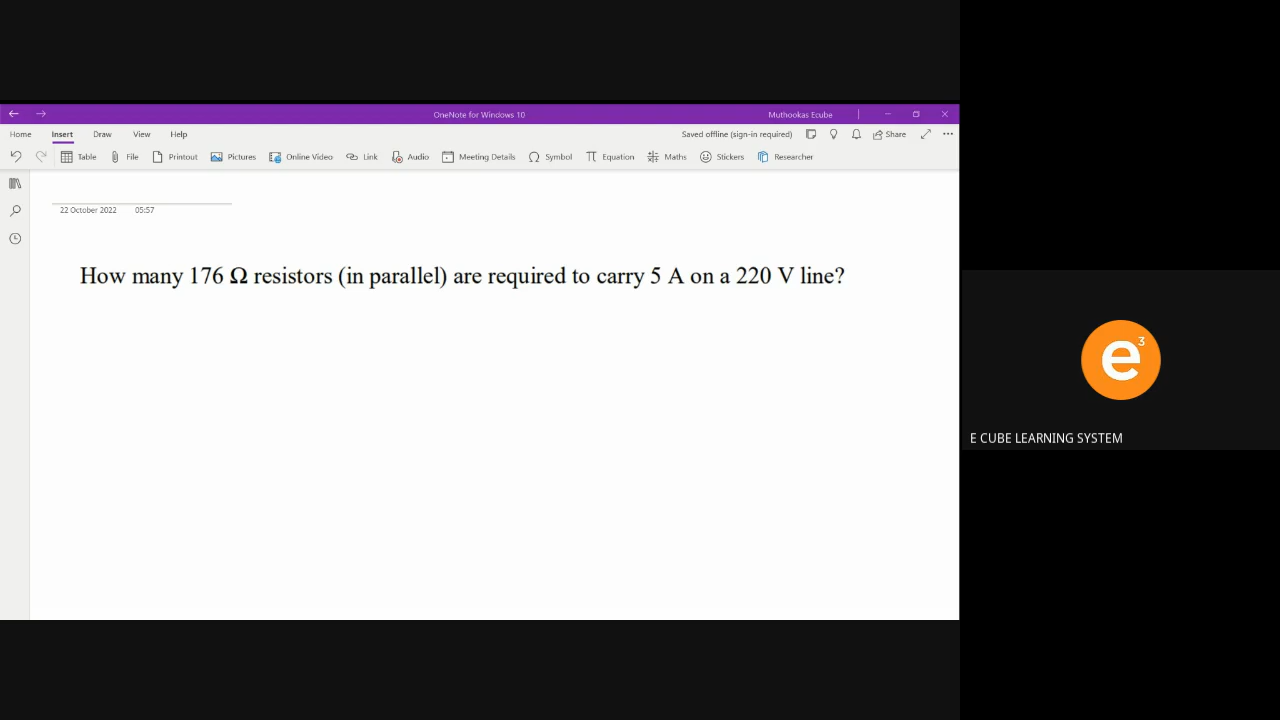 OneNote for Windows 10
Muthookas Ecube
Home Insert Draw View Help
Saved offline (sign-in required)
Share
Table File Printout Pictures Online Video Link Audio Meeting Details Symbol Equation Maths Stickers Researcher
22 October 2022 05:57
How many 176 Ω resistors (in parallel) are required to carry 5 A on a 220 V line?
e3
E CUBE LEARNING SYSTEM